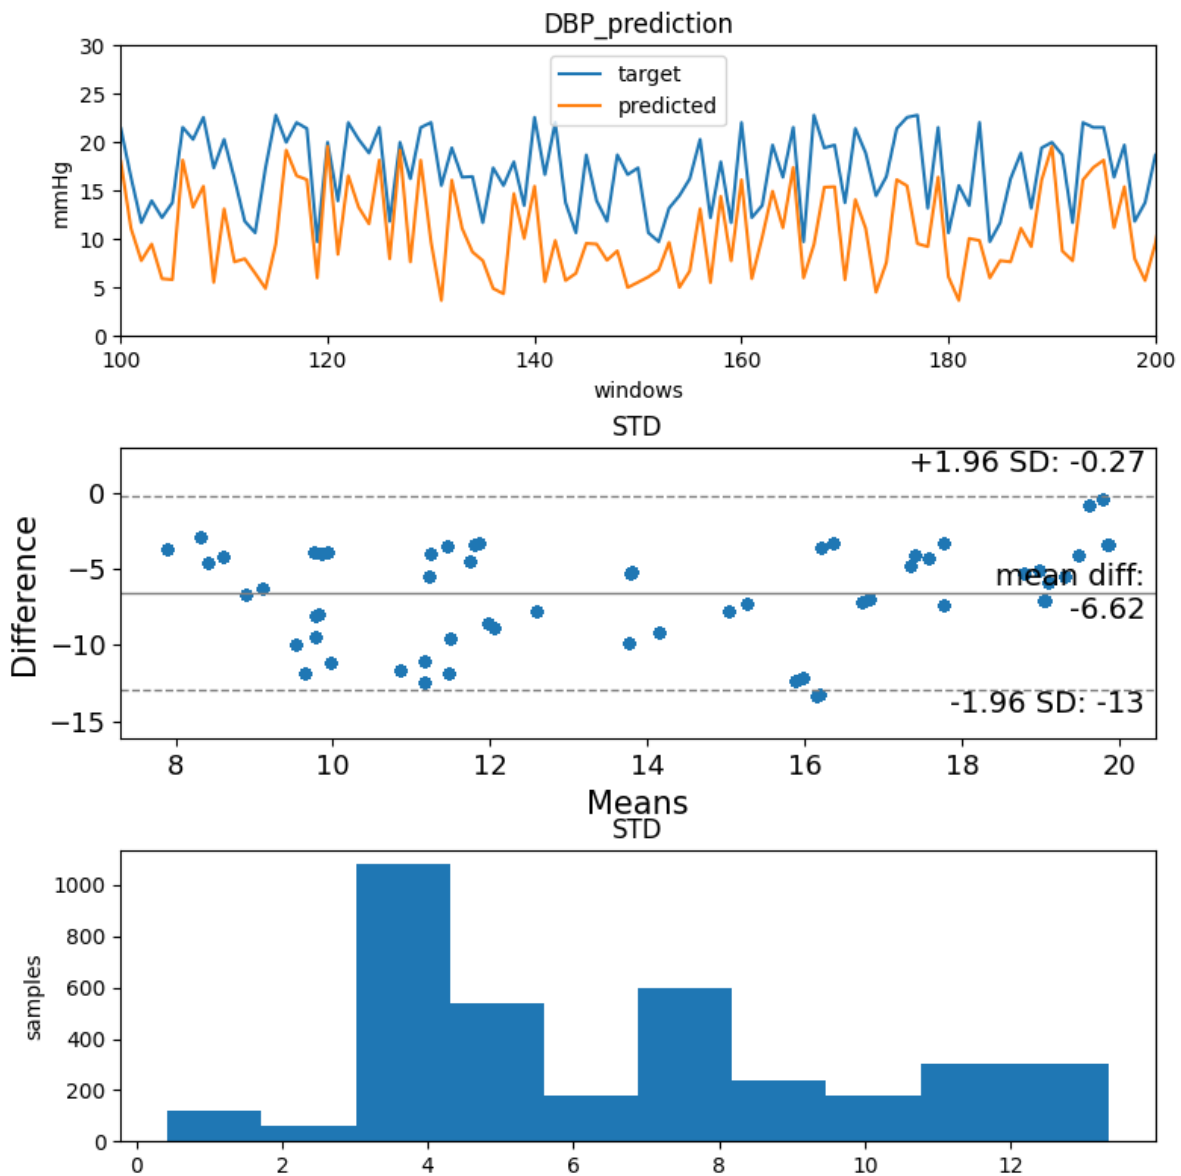 DBP_prediction
30
25
20
15
10
5
0
mmHg
target
predicted
100
120
140
160
180
200
windows
STD
0
−5
−10
−15
Difference
+1.96 SD: -0.27
mean diff:
-6.62
-1.96 SD: -13
8
10
12
14
16
18
20
Means
STD
1000
800
600
400
200
0
samples
0
2
4
6
8
10
12